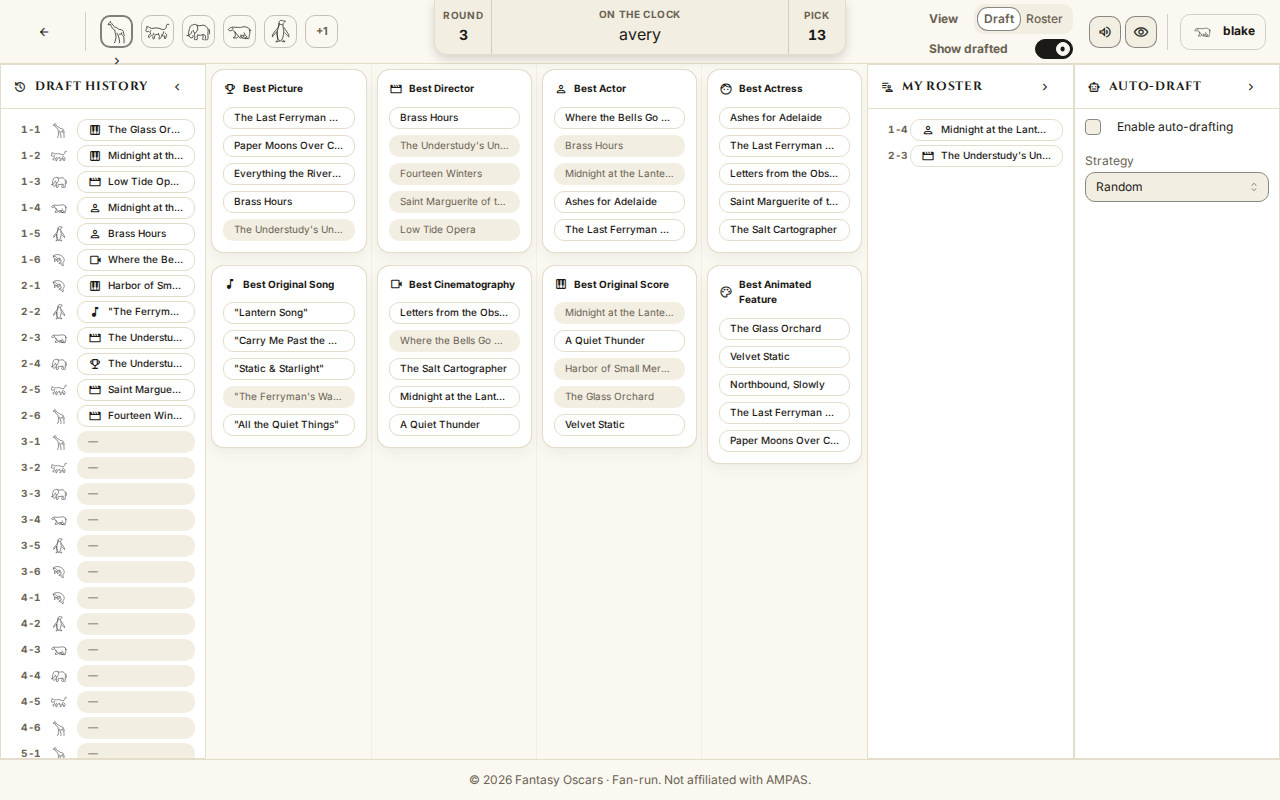 +1
ROUND
3
ON THE CLOCK
avery
PICK
13
View
Draft
Roster
Show drafted
blake
DRAFT HISTORY
1-1 The Glass Or...
1-2 Midnight at th...
1-3 Low Tide Op...
1-4 Midnight at th...
1-5 Brass Hours
1-6 Where the Be...
2-1 Harbor of Sm...
2-2 "The Ferrym...
2-3 The Understu...
2-4 The Understu...
2-5 Saint Margue...
2-6 Fourteen Win...
3-1 —
3-2 —
3-3 —
3-4 —
3-5 —
3-6 —
4-1 —
4-2 —
4-3 —
4-4 —
4-5 —
4-6 —
5-1 —
Best Picture
The Last Ferryman ...
Paper Moons Over C...
Everything the River...
Brass Hours
The Understudy's Un...
Best Director
Brass Hours
The Understudy's Un...
Fourteen Winters
Saint Marguerite of t...
Low Tide Opera
Best Actor
Where the Bells Go ...
Brass Hours
Midnight at the Lante...
Ashes for Adelaide
The Last Ferryman ...
Best Actress
Ashes for Adelaide
The Last Ferryman ...
Letters from the Obs...
Saint Marguerite of t...
The Salt Cartographer
Best Original Song
"Lantern Song"
"Carry Me Past the ...
"Static & Starlight"
"The Ferryman's Wa...
"All the Quiet Things"
Best Cinematography
Letters from the Obs...
Where the Bells Go ...
The Salt Cartographer
Midnight at the Lant...
A Quiet Thunder
Best Original Score
Midnight at the Lante...
A Quiet Thunder
Harbor of Small Mer...
The Glass Orchard
Velvet Static
Best Animated
Feature
The Glass Orchard
Velvet Static
Northbound, Slowly
The Last Ferryman ...
Paper Moons Over C...
MY ROSTER
1-4 Midnight at the Lant...
2-3 The Understudy's Un...
AUTO-DRAFT
Enable auto-drafting
Strategy
Random
© 2026 Fantasy Oscars · Fan-run. Not affiliated with AMPAS.